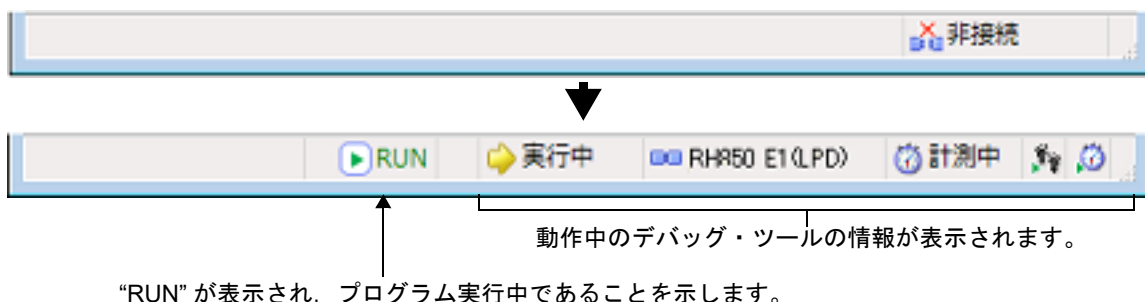 非接続
RUN 実行中 RH850 E1(LPD) 計測中
動作中のデバッグ・ツールの情報が表示されます。
“RUN” が表示され，プログラム実行中であることを示します。